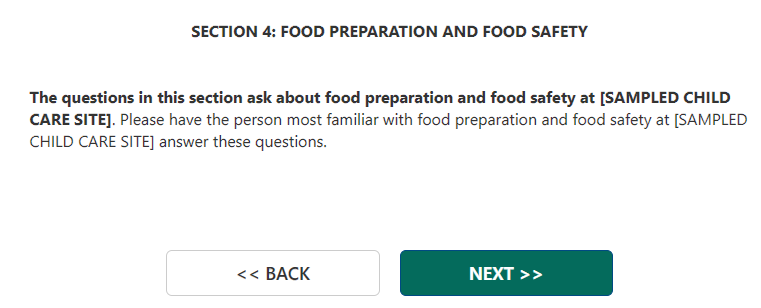 SECTION 4: FOOD PREPARATION AND FOOD SAFETY
The questions in this section ask about food preparation and food safety at [SAMPLED CHILD
CARE SITE]. Please have the person most familiar with food preparation and food safety at [SAMPLED
CHILD CARE SITE] answer these questions.
<< BACK
NEXT >>